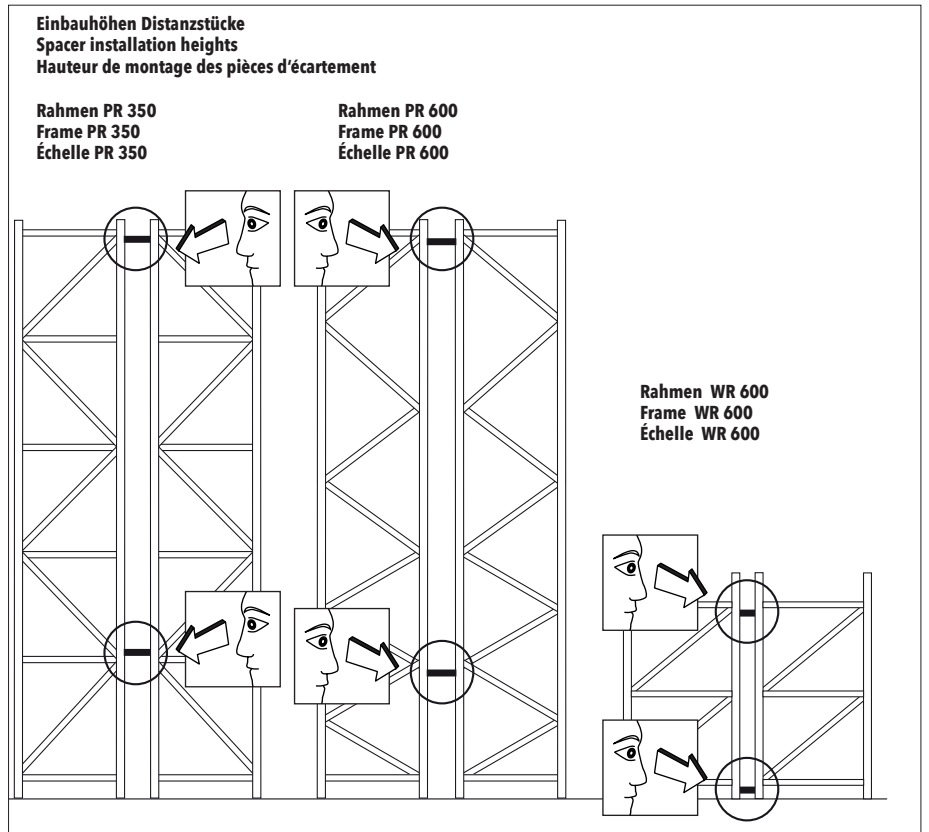 Einbauhöhen Distanzstücke
Spacer installation heights
Hauteur de montage des pièces d'écartement
Rahmen PR 350
Frame PR 350
Échelle PR 350
Rahmen PR 600
Frame PR 600
Échelle PR 600
Rahmen WR 600
Frame WR 600
Échelle WR 600